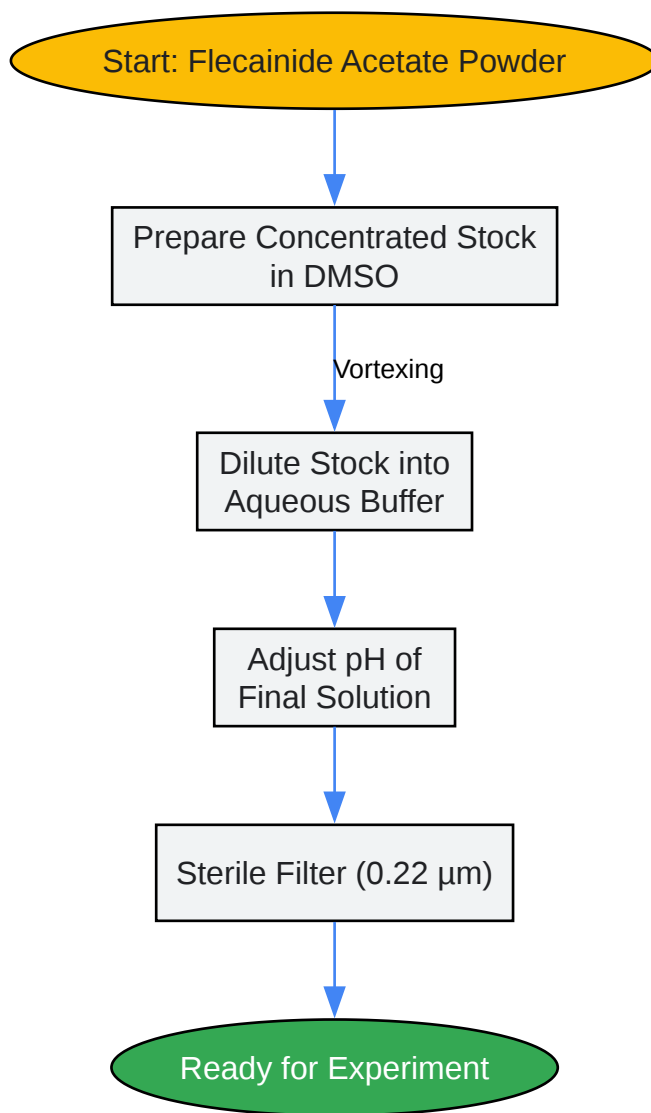 Start: Flecainide Acetate Powder
Prepare Concentrated Stock
in DMSO
Vortexing
Dilute Stock into
Aqueous Buffer
Adjust pH of
Final Solution
Sterile Filter (0.22 µm)
Ready for Experiment